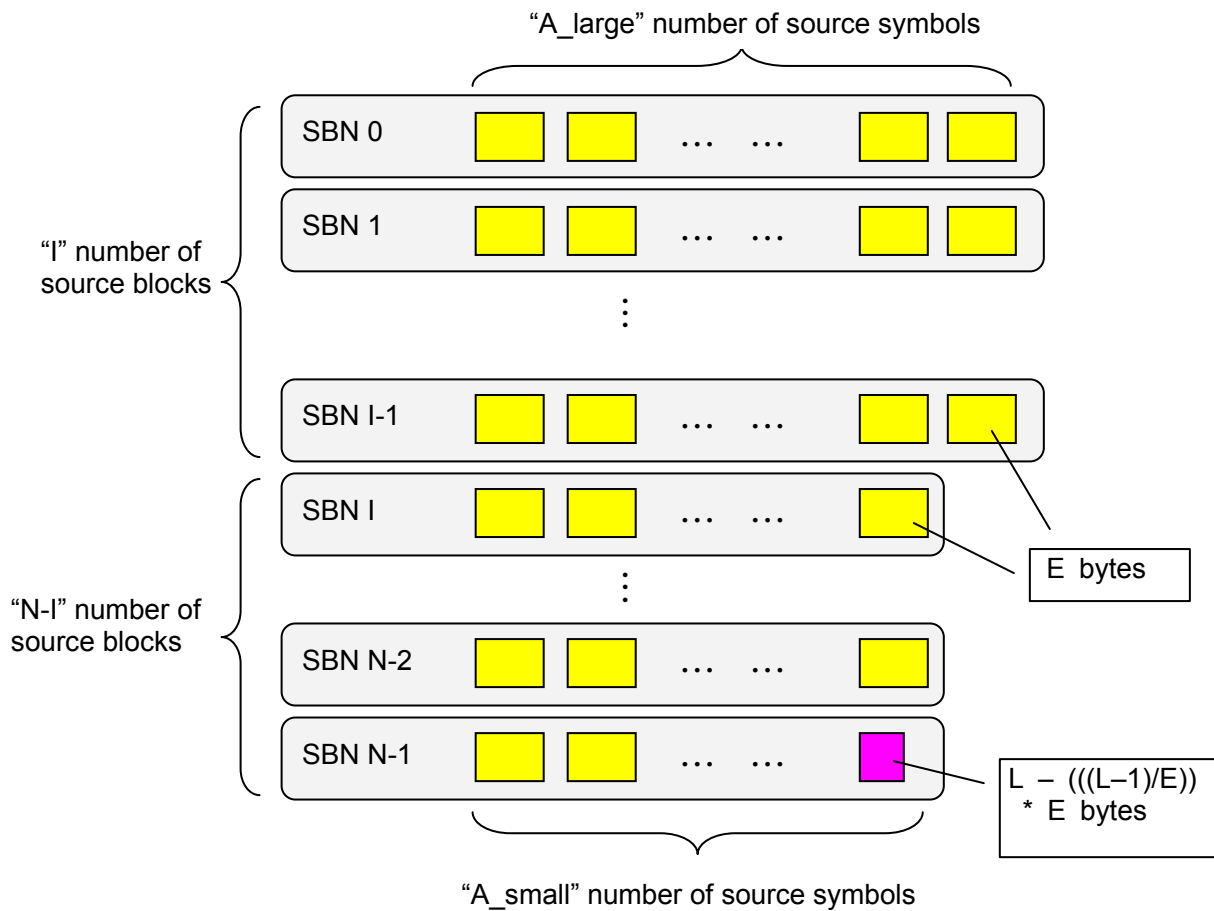 “A_large” number of source symbols
SBN 0
… …
SBN 1
… …
“I” number of
source blocks
⋮
SBN I-1
… …
SBN I
… …
E bytes
⋮
“N-I” number of
source blocks
SBN N-2
… …
SBN N-1
… …
L – (((L–1)/E))
* E bytes
“A_small” number of source symbols